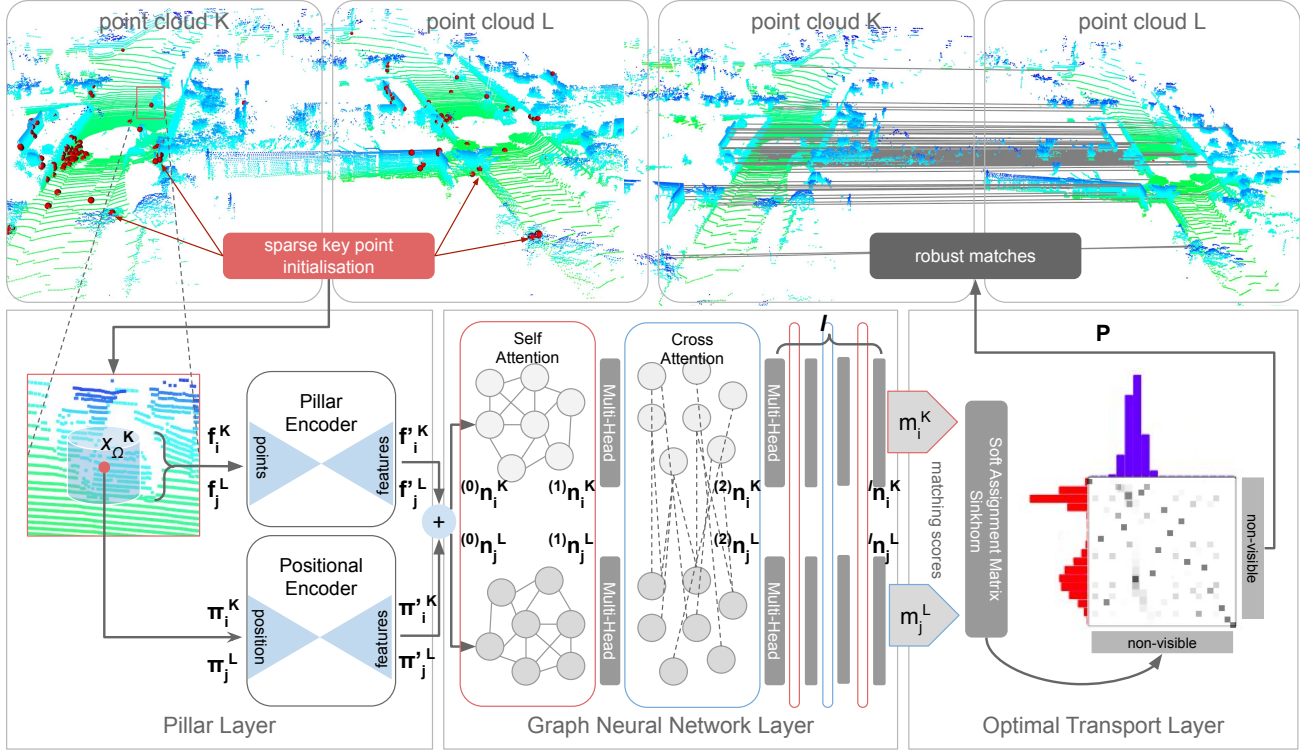 point cloud K
point cloud L
point cloud K
point cloud L
sparse key point
initialisation
robust matches
P
x_Ω^K
f_i^K
f_j^L
π_i^K
π_j^L
Pillar
Encoder
points
features
Positional
Encoder
position
features
f'_i^K
f'_j^L
π'_i^K
π'_j^L
+
Self
Attention
Cross
Attention
Multi-Head
Multi-Head
Multi-Head
Multi-Head
l
(0)n_i^K
(1)n_i^K
(2)n_i^K
l n_i^K
(0)n_j^L
(1)n_j^L
(2)n_j^L
l n_j^L
m_i^K
matching scores
m_j^L
Soft Assignment Matrix
Sinkhorn
non-visible
non-visible
Pillar Layer
Graph Neural Network Layer
Optimal Transport Layer